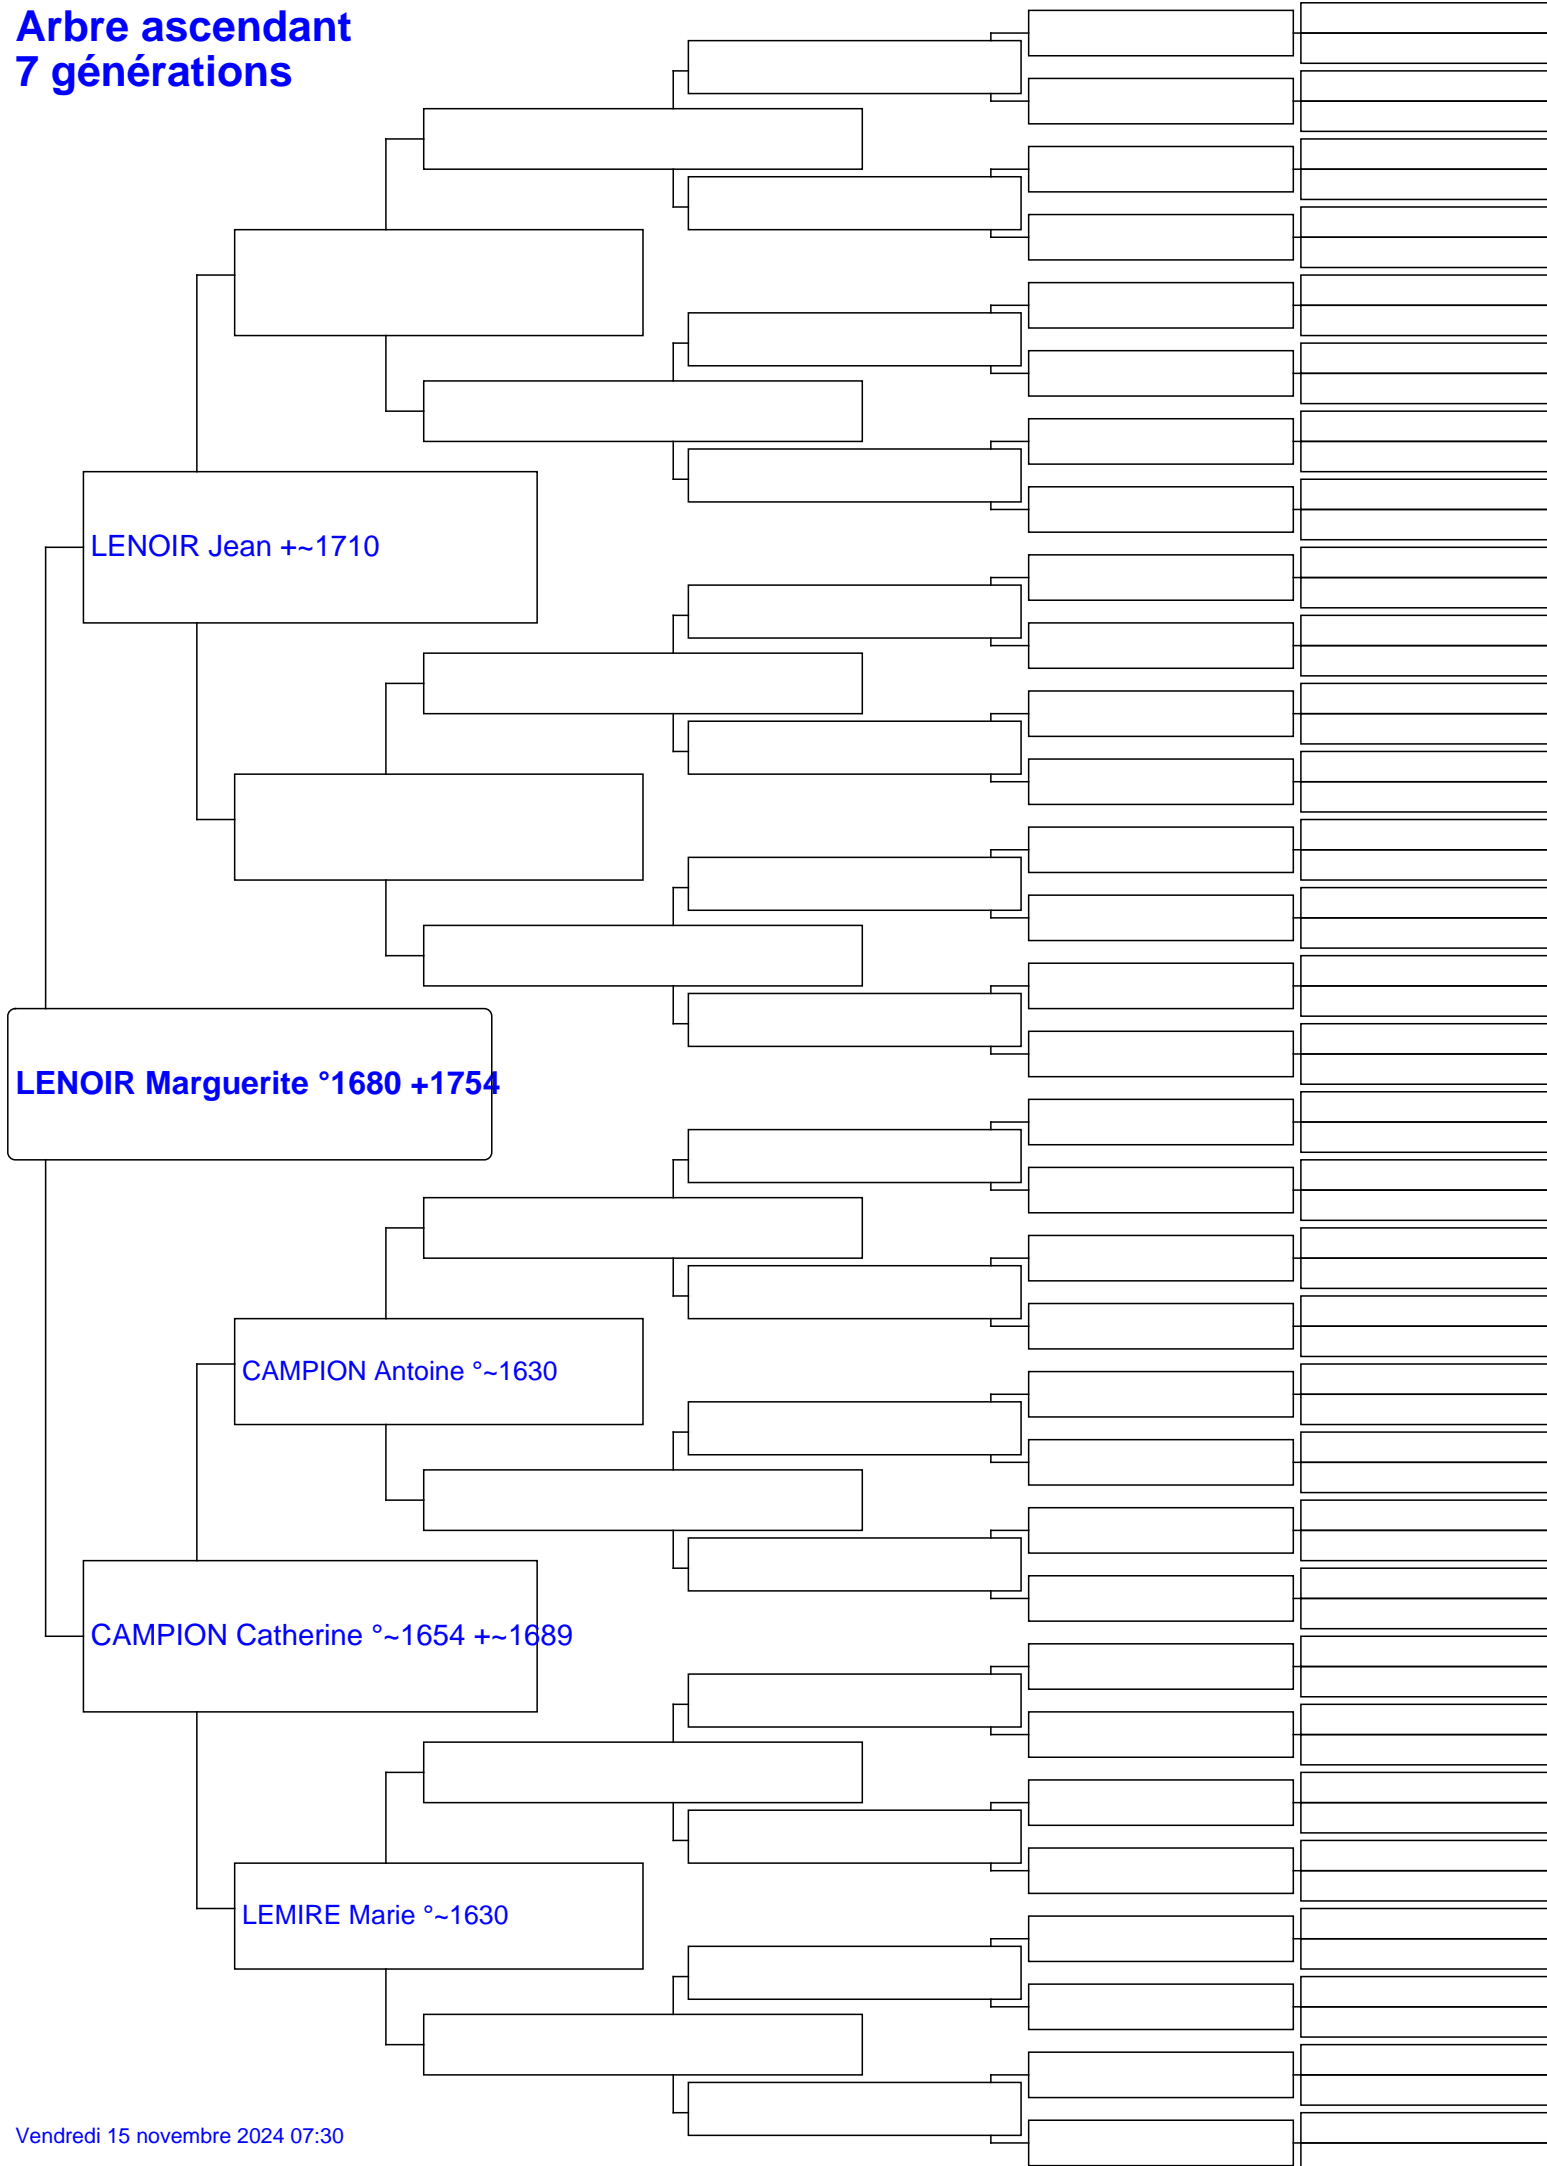 Arbre ascendant
7 générations
LENOIR Jean +~1710
LENOIR Marguerite °1680 +1754
CAMPION Antoine °~1630
CAMPION Catherine °~1654 +~1689
LEMIRE Marie °~1630
Vendredi 15 novembre 2024 07:30